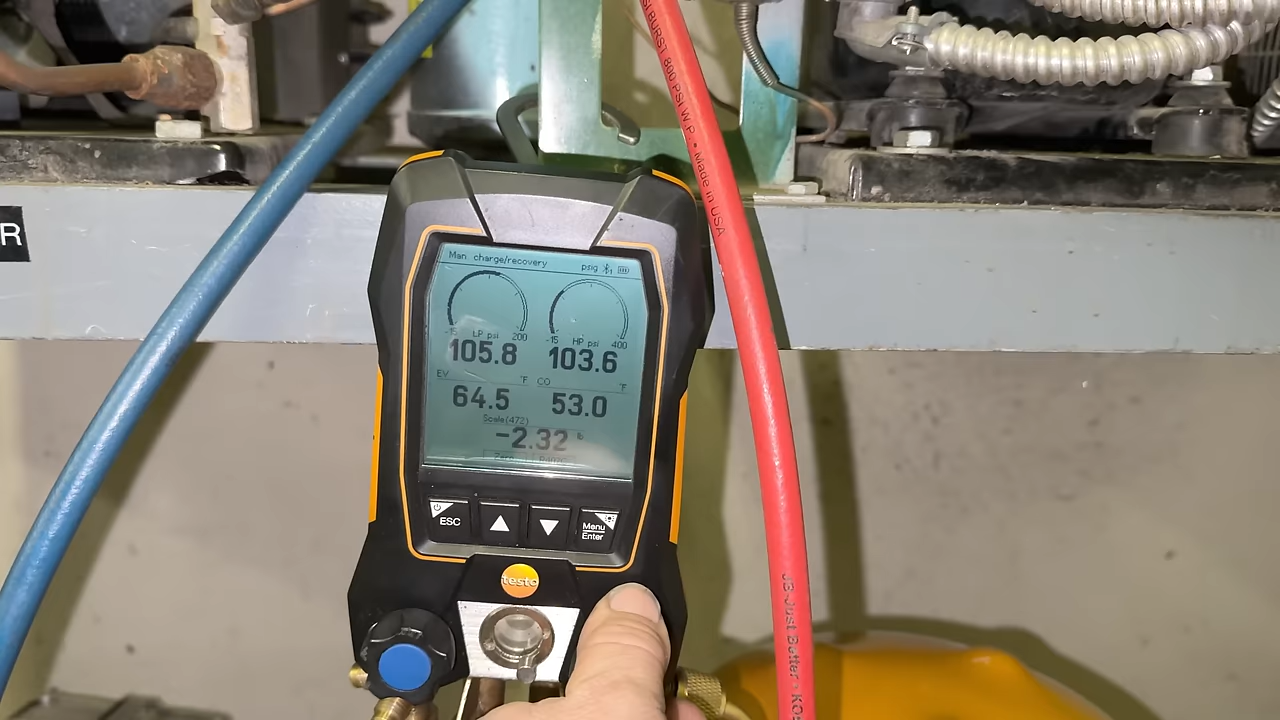 R
BURST 800 PSI W.P. • Made in USA
Man charge/recovery psig
-15 LP psi 200
-15 HP psi 400
105.8 103.6
EV °F CO °F
64.5 53.0
Scale(472)
-2.32 lb
ESC
Menu
Enter
testo
JB-Just Better •